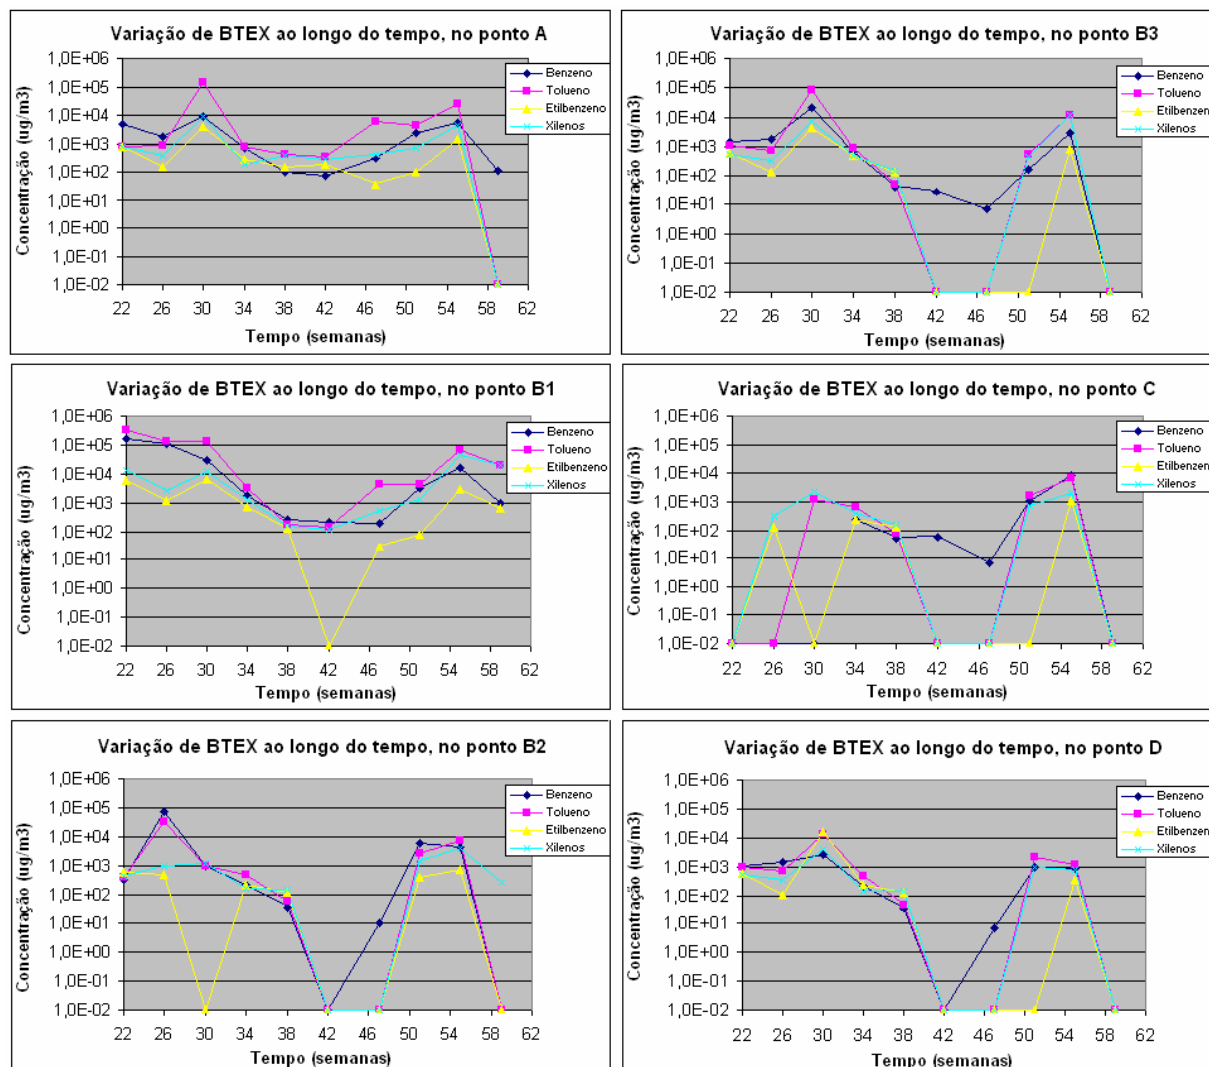 Variação de BTEX ao longo do tempo, no ponto A
Concentração (ug/m3)
1,0E+06
1,0E+05
1,0E+04
1,0E+03
1,0E+02
1,0E+01
1,0E+00
1,0E-01
1,0E-02
22 26 30 34 38 42 46 50 54 58 62
Tempo (semanas)
Benzeno
Tolueno
Etilbenzeno
Xilenos
Variação de BTEX ao longo do tempo, no ponto B3
Concentração (ug/m3)
1,0E+06
1,0E+05
1,0E+04
1,0E+03
1,0E+02
1,0E+01
1,0E+00
1,0E-01
1,0E-02
22 26 30 34 38 42 46 50 54 58 62
Tempo (semanas)
Benzeno
Tolueno
Etilbenzeno
Xilenos
Variação de BTEX ao longo do tempo, no ponto B1
Concentração (ug/m3)
1,0E+06
1,0E+05
1,0E+04
1,0E+03
1,0E+02
1,0E+01
1,0E+00
1,0E-01
1,0E-02
22 26 30 34 38 42 46 50 54 58 62
Tempo (semanas)
Benzeno
Tolueno
Etilbenzeno
Xilenos
Variação de BTEX ao longo do tempo, no ponto C
Concentração (ug/m3)
1,0E+06
1,0E+05
1,0E+04
1,0E+03
1,0E+02
1,0E+01
1,0E+00
1,0E-01
1,0E-02
22 26 30 34 38 42 46 50 54 58 62
Tempo (semanas)
Benzeno
Tolueno
Etilbenzeno
Xilenos
Variação de BTEX ao longo do tempo, no ponto B2
Concentração (ug/m3)
1,0E+06
1,0E+05
1,0E+04
1,0E+03
1,0E+02
1,0E+01
1,0E+00
1,0E-01
1,0E-02
22 26 30 34 38 42 46 50 54 58 62
Tempo (semanas)
Benzeno
Tolueno
Etilbenzeno
Xilenos
Variação de BTEX ao longo do tempo, no ponto D
Concentração (ug/m3)
1,0E+06
1,0E+05
1,0E+04
1,0E+03
1,0E+02
1,0E+01
1,0E+00
1,0E-01
1,0E-02
22 26 30 34 38 42 46 50 54 58 62
Tempo (semanas)
Benzeno
Tolueno
Etilbenzeno
Xilenos